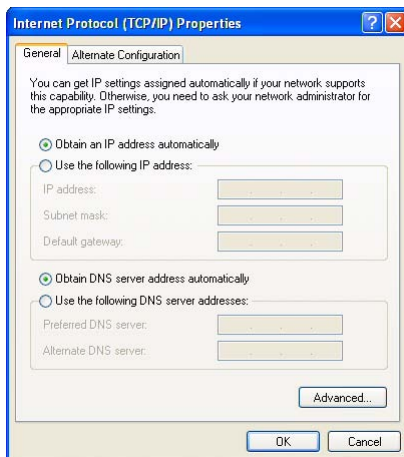 Internet Protocol (TCP/IP) Properties
General Alternate Configuration
You can get IP settings assigned automatically if your network supports
this capability. Otherwise, you need to ask your network administrator for
the appropriate IP settings.
Obtain an IP address automatically
Use the following IP address:
IP address:
Subnet mask:
Default gateway:
Obtain DNS server address automatically
Use the following DNS server addresses:
Preferred DNS server:
Alternate DNS server:
Advanced...
OK Cancel